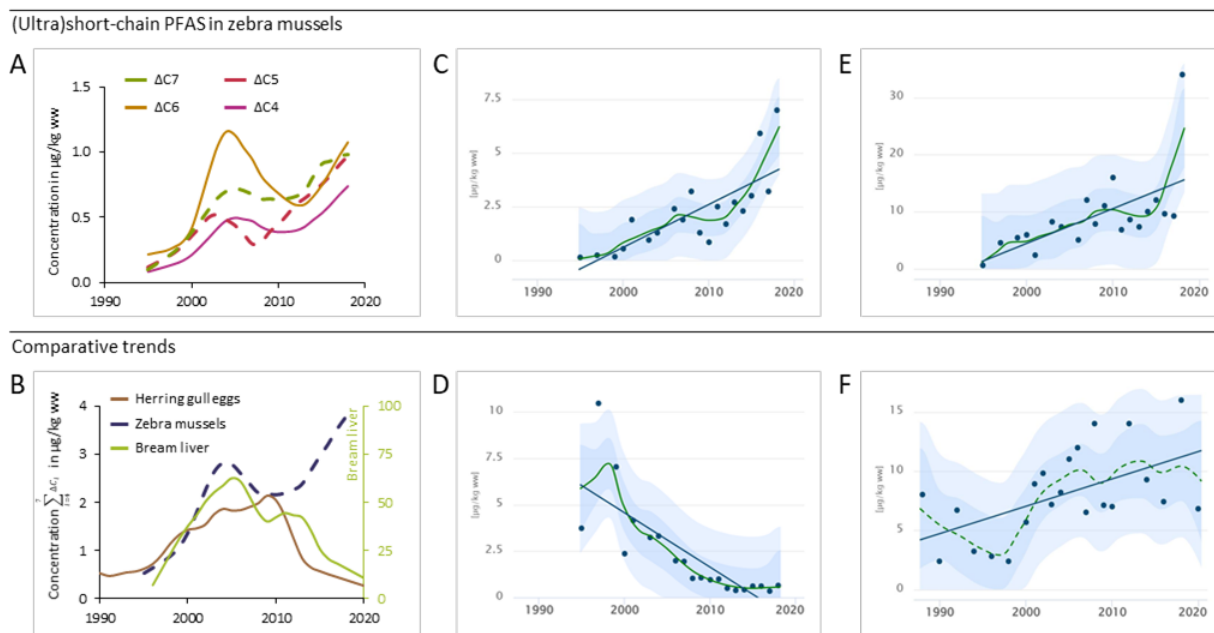 (Ultra)short-chain PFAS in zebra mussels
A
Concentration in µg/kg ww
ΔC7
ΔC5
ΔC6
ΔC4
1.5
1.0
0.5
0.0
1990
2000
2010
2020
C
[µg/kg ww]
7.5
5
2.5
0
1990
2000
2010
2020
E
[µg/kg ww]
30
20
10
0
1990
2000
2010
2020
Comparative trends
B
in µg/kg ww
Concentration
Herring gull eggs
Zebra mussels
Bream liver
4
3
2
1
0
1990
2000
2010
2020
100
75
50
25
0
Bream liver
D
[µg/kg ww]
10
7.5
5
2.5
0
1990
2000
2010
2020
F
[µg/kg ww]
15
10
5
0
1990
2000
2010
2020